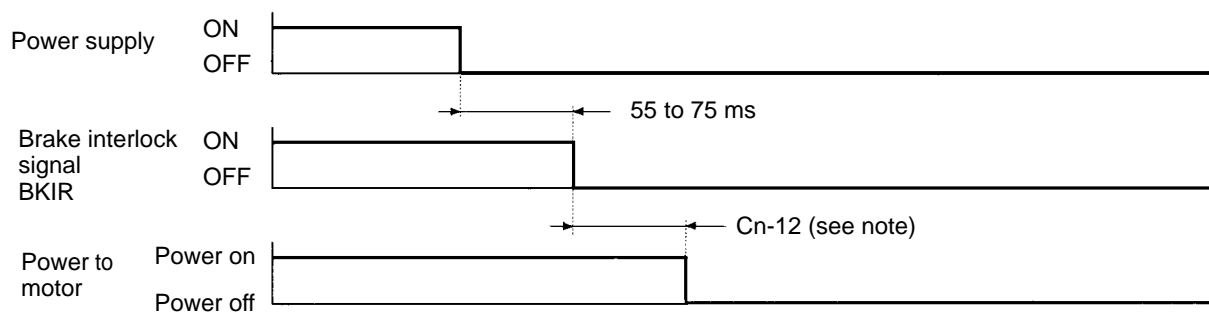 Power supply
ON
OFF
55 to 75 ms
Brake interlock
signal
BKIR
ON
OFF
Cn-12 (see note)
Power to
motor
Power on
Power off